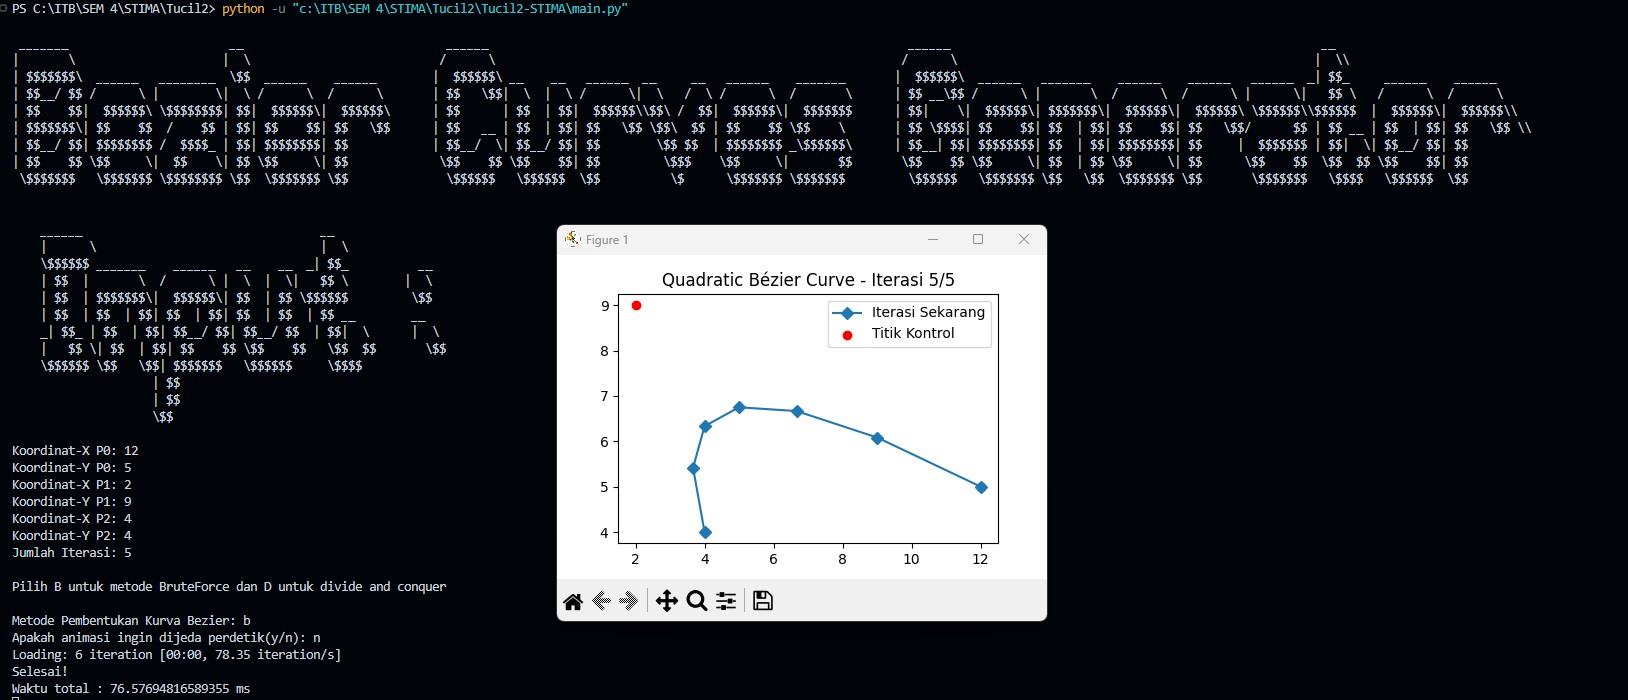 PS C:\ITB\SEM 4\STIMA\Tucil2> python -u "c:\ITB\SEM 4\STIMA\Tucil2\Tucil2-STIMA\main.py"
Bezier Curve Generator
Input :
Figure 1
Quadratic Bézier Curve - Iterasi 5/5
Iterasi Sekarang
Titik Kontrol
9
8
7
6
5
4
2 4 6 8 10 12
Koordinat-X P0: 12
Koordinat-Y P0: 5
Koordinat-X P1: 2
Koordinat-Y P1: 9
Koordinat-X P2: 4
Koordinat-Y P2: 4
Jumlah Iterasi: 5
Pilih B untuk metode BruteForce dan D untuk divide and conquer
Metode Pembentukan Kurva Bezier: b
Apakah animasi ingin dijeda perdetik(y/n): n
Loading: 6 iteration [00:00, 78.35 iteration/s]
Selesai!
Waktu total : 76.57694816589355 ms